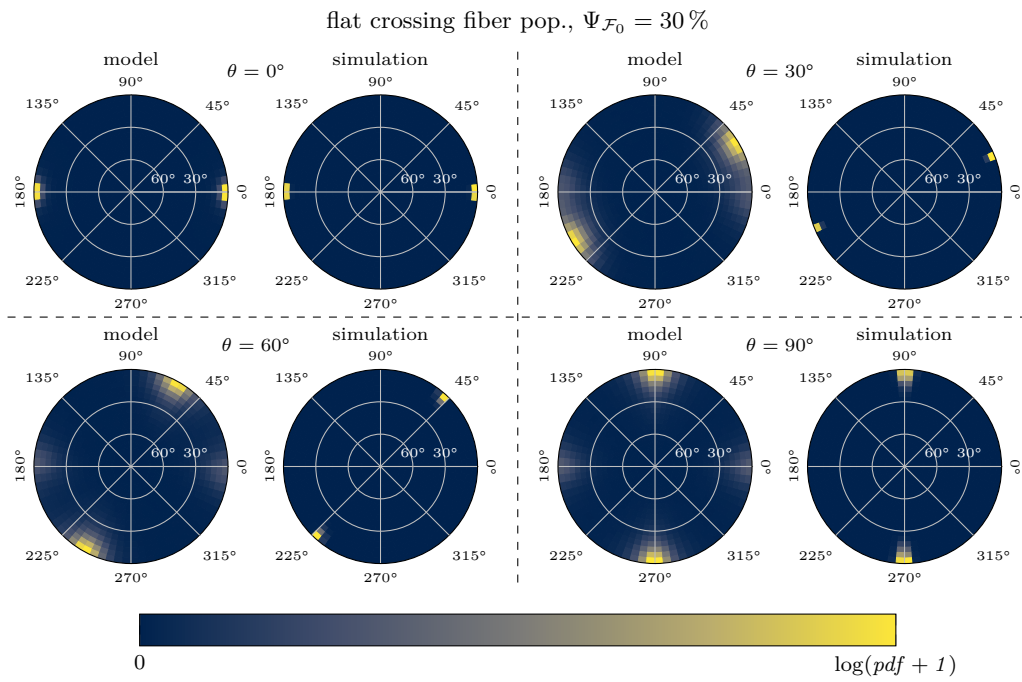 flat crossing fiber pop., Ψ_{𝓕₀} = 30 %
model θ = 0° simulation
90° 90°
135° 45° 135° 45°
180° 60° 30° 0° 180° 60° 30° 0°
225° 315° 225° 315°
270° 270°
model θ = 30° simulation
90° 90°
135° 45° 135° 45°
180° 60° 30° 0° 180° 60° 30° 0°
225° 315° 225° 315°
270° 270°
model θ = 60° simulation
90° 90°
135° 45° 135° 45°
180° 60° 30° 0° 180° 60° 30° 0°
225° 315° 225° 315°
270° 270°
model θ = 90° simulation
90° 90°
135° 45° 135° 45°
180° 60° 30° 0° 180° 60° 30° 0°
225° 315° 225° 315°
270° 270°
0 log(pdf + 1)